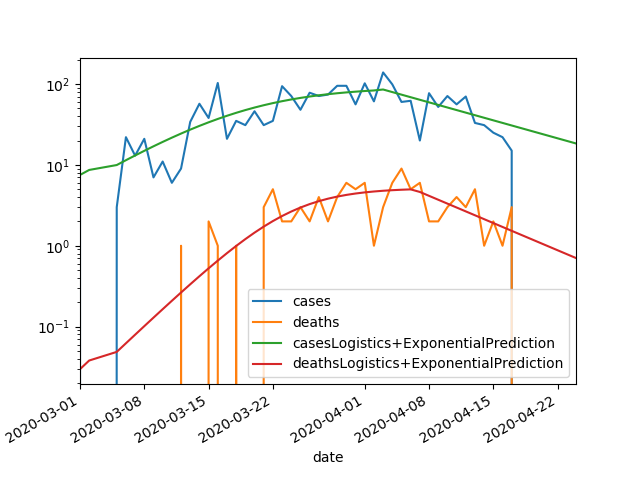 10²
10¹
10⁰
10⁻¹
cases
deaths
casesLogistics+ExponentialPrediction
deathsLogistics+ExponentialPrediction
2020-03-01
2020-03-08
2020-03-15
2020-03-22
2020-04-01
2020-04-08
2020-04-15
2020-04-22
date